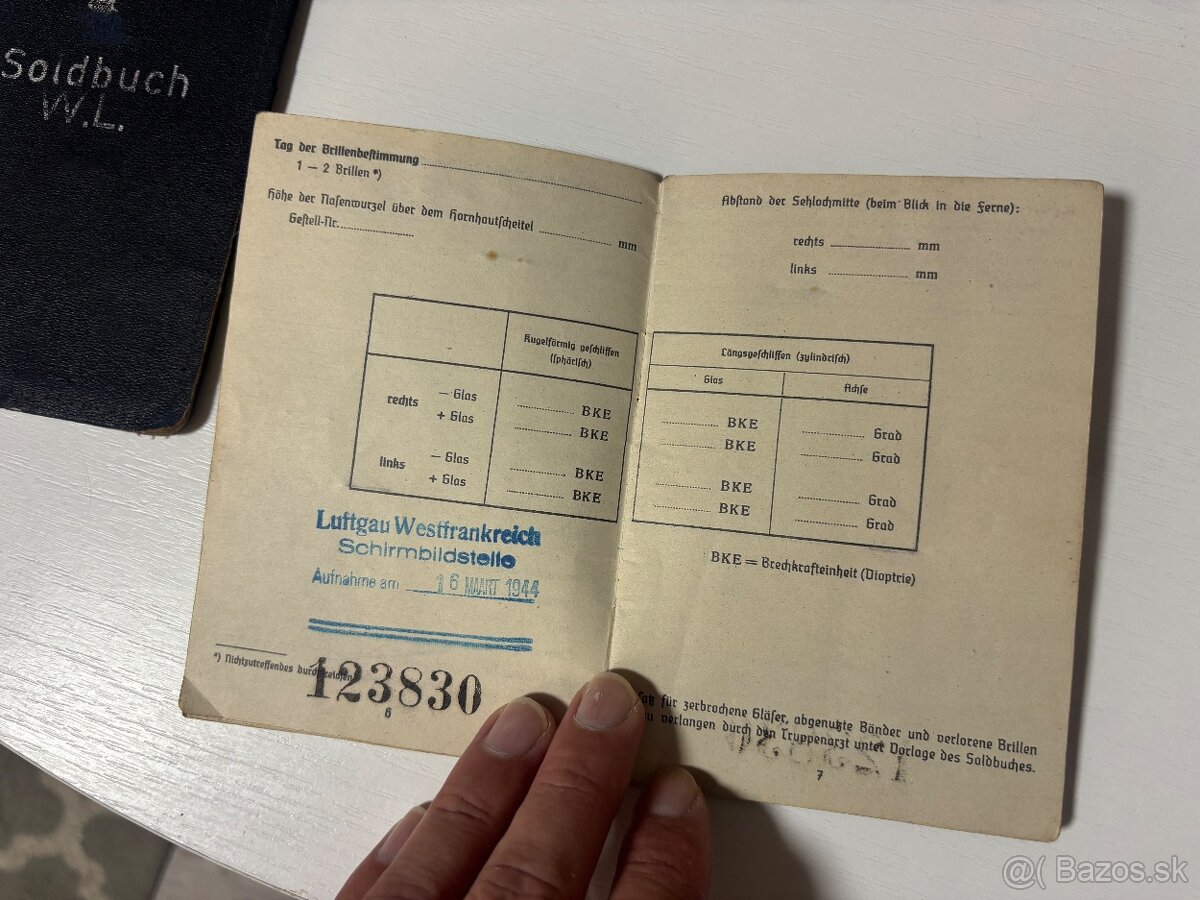 Soldbuch
W.L.
Tag der Brillenbestimmung
1 – 2 Brillen *)
Höhe der Nasenwurzel über dem Hornhautscheitel mm
Gestell-Nr.
Kugelförmig geschliffen
(sphärisch)
rechts – Glas BKE
+ Glas BKE
links – Glas BKE
+ Glas BKE
Luftgau Westfrankreich
Schirmbildstelle
Aufnahme am 16 MAART 1944
*) Nichtzutreffendes
123830
6
Abstand der Sehlochmitte (beim Blick in die Ferne):
rechts mm
links mm
Längsgeschliffen (zylindrisch)
Glas Achse
BKE Grad
BKE Grad
BKE Grad
BKE Grad
BKE = Brechkrafteinheit (Dioptrie)
für zerbrochene Gläser, abgenutzte Bänder und verlorene Brillen
verlangen durch den Truppenarzt unter Vorlage des Soldbuches.
7
@( Bazos.sk